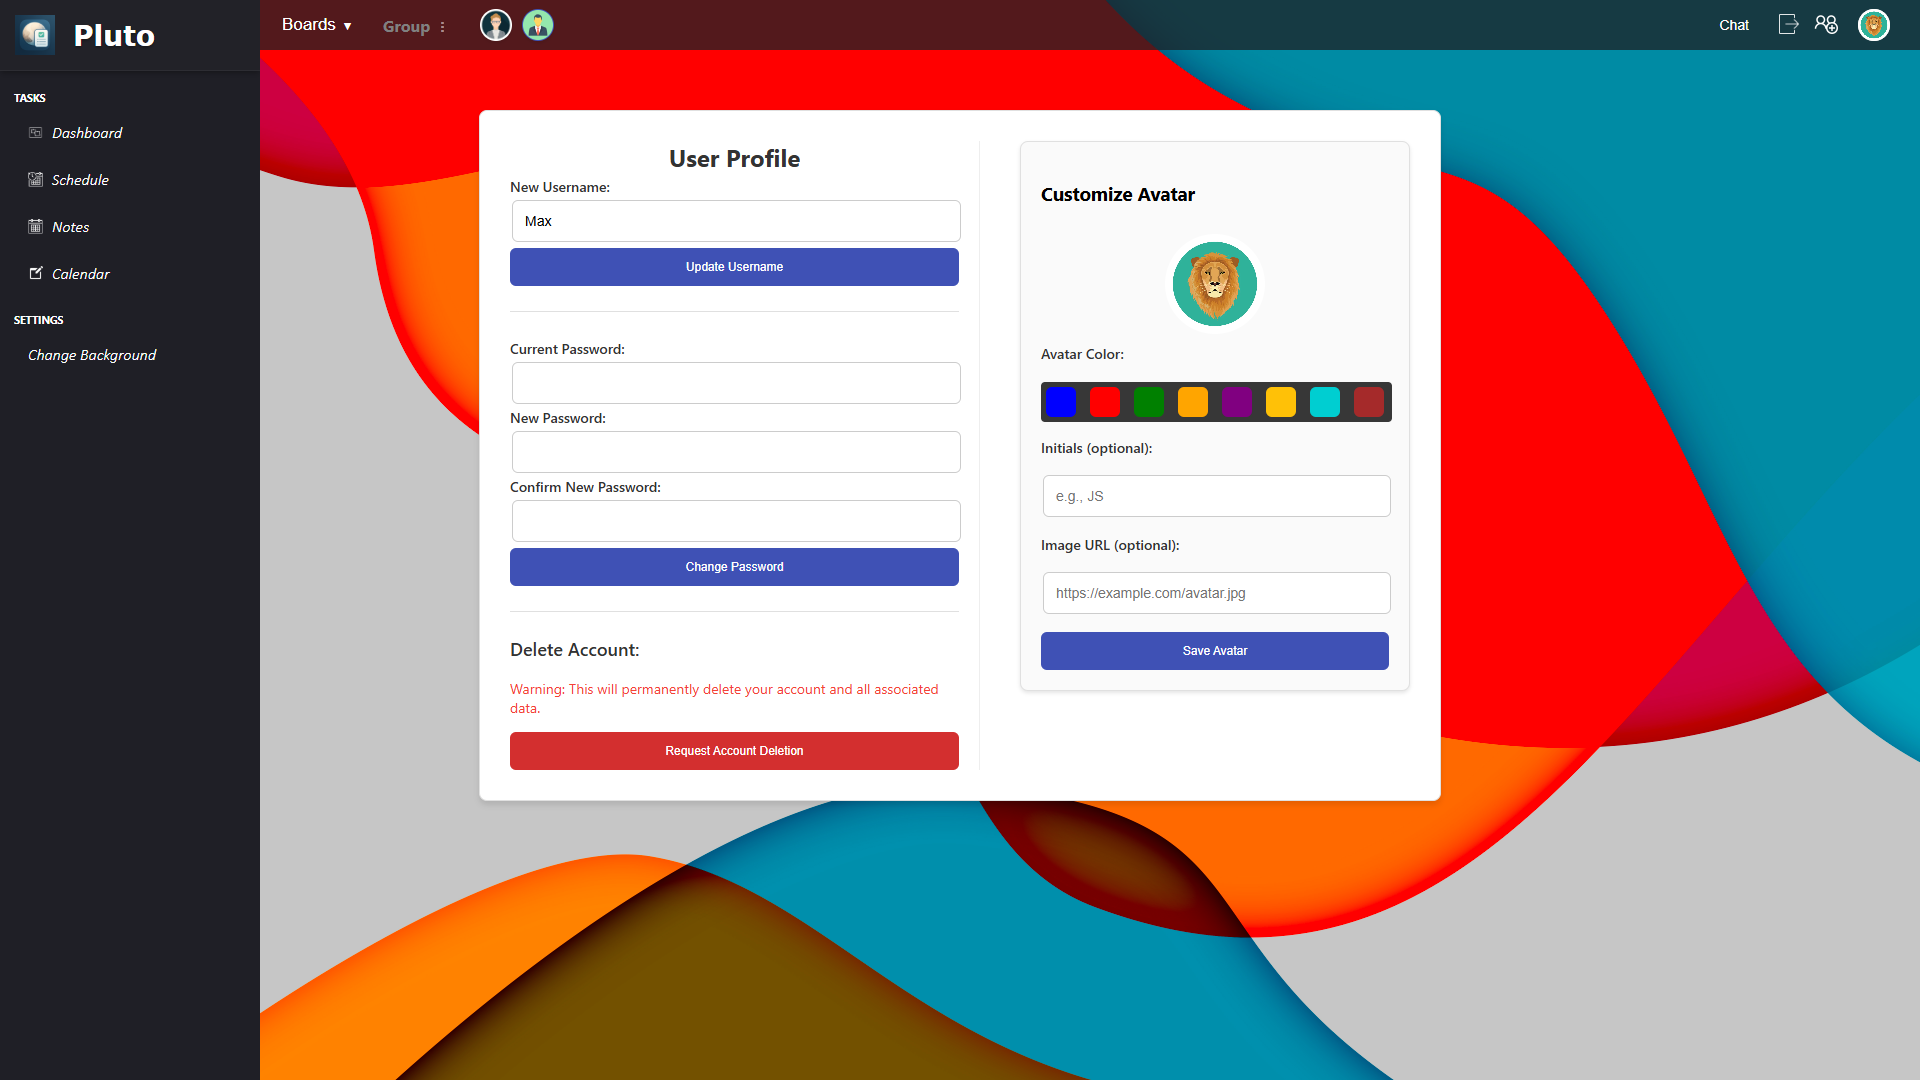 Pluto
Boards ▼
Group
Chat
TASKS
Dashboard
Schedule
Notes
Calendar
SETTINGS
Change Background
User Profile
New Username:
Max
Update Username
Current Password:
New Password:
Confirm New Password:
Change Password
Delete Account:
Warning: This will permanently delete your account and all associated
data.
Request Account Deletion
Customize Avatar
Avatar Color:
Initials (optional):
e.g., JS
Image URL (optional):
https://example.com/avatar.jpg
Save Avatar